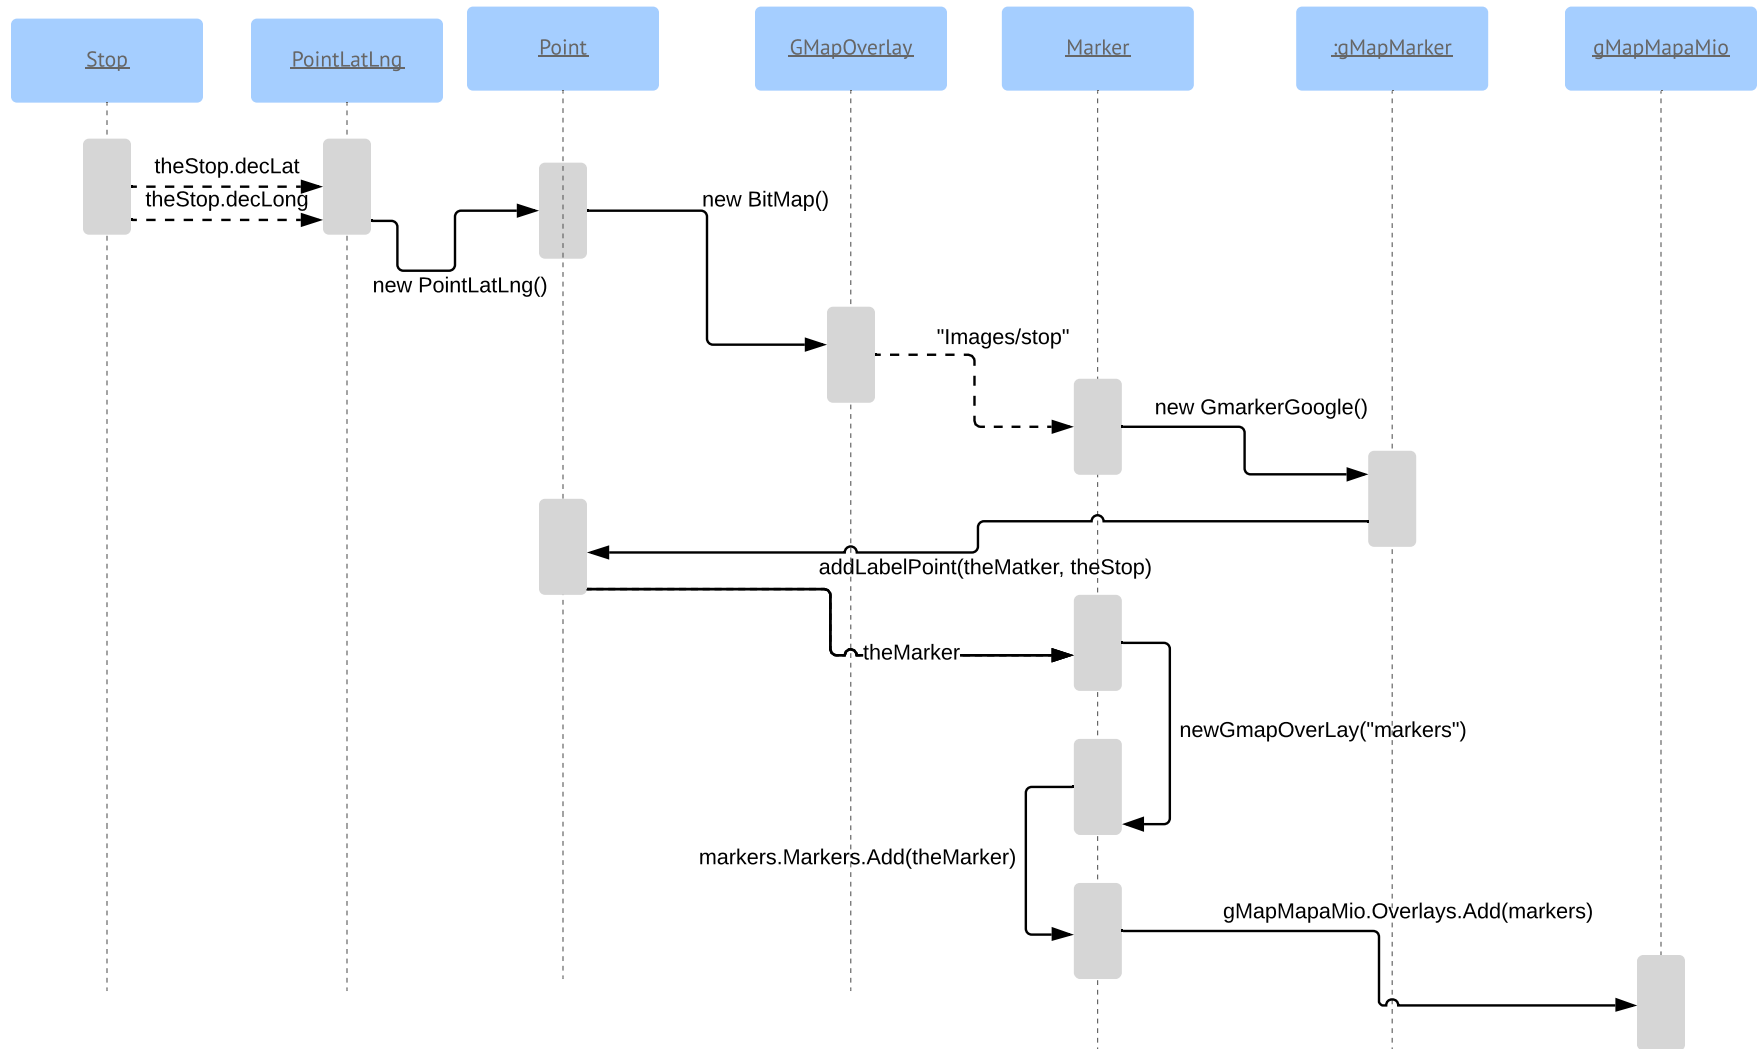 Stop
PointLatLng
Point
GMapOverlay
Marker
:gMapMarker
gMapMapaMio
theStop.decLat
theStop.decLong
new BitMap()
new PointLatLng()
"Images/stop"
new GmarkerGoogle()
addLabelPoint(theMatker, theStop)
theMarker
newGmapOverLay("markers")
markers.Markers.Add(theMarker)
gMapMapaMio.Overlays.Add(markers)